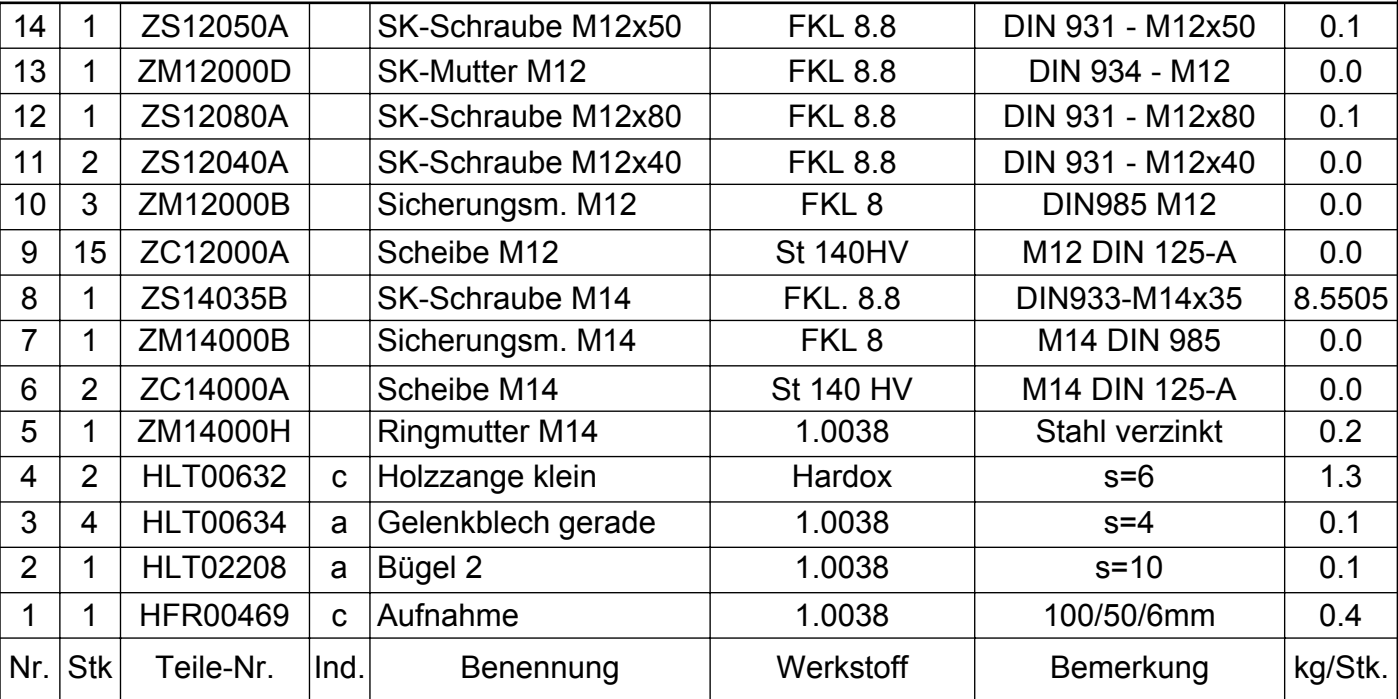 14 1 ZS12050A SK-Schraube M12x50 FKL 8.8 DIN 931 - M12x50 0.1
13 1 ZM12000D SK-Mutter M12 FKL 8.8 DIN 934 - M12 0.0
12 1 ZS12080A SK-Schraube M12x80 FKL 8.8 DIN 931 - M12x80 0.1
11 2 ZS12040A SK-Schraube M12x40 FKL 8.8 DIN 931 - M12x40 0.0
10 3 ZM12000B Sicherungsm. M12 FKL 8 DIN985 M12 0.0
9 15 ZC12000A Scheibe M12 St 140HV M12 DIN 125-A 0.0
8 1 ZS14035B SK-Schraube M14 FKL. 8.8 DIN933-M14x35 8.5505
7 1 ZM14000B Sicherungsm. M14 FKL 8 M14 DIN 985 0.0
6 2 ZC14000A Scheibe M14 St 140 HV M14 DIN 125-A 0.0
5 1 ZM14000H Ringmutter M14 1.0038 Stahl verzinkt 0.2
4 2 HLT00632 c Holzzange klein Hardox s=6 1.3
3 4 HLT00634 a Gelenkblech gerade 1.0038 s=4 0.1
2 1 HLT02208 a Bügel 2 1.0038 s=10 0.1
1 1 HFR00469 c Aufnahme 1.0038 100/50/6mm 0.4
Nr. Stk Teile-Nr. Ind. Benennung Werkstoff Bemerkung kg/Stk.